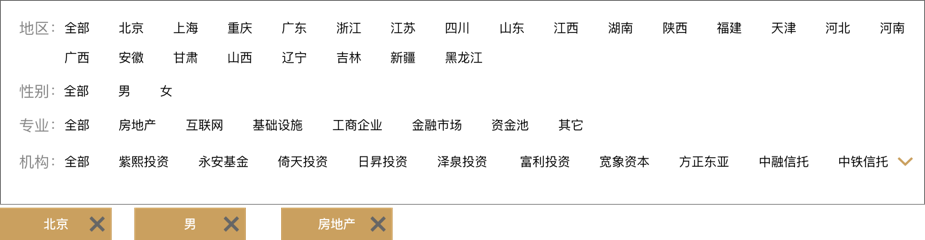 地区: 全部 北京 上海 重庆 广东 浙江 江苏 四川 山东 江西 湖南 陕西 福建 天津 河北 河南
广西 安徽 甘肃 山西 辽宁 吉林 新疆 黑龙江
性别: 全部 男 女
专业: 全部 房地产 互联网 基础设施 工商企业 金融市场 资金池 其它
机构: 全部 紫熙投资 永安基金 倚天投资 日昇投资 泽泉投资 富利投资 宽象资本 方正东亚 中融信托 中铁信托
北京 男 房地产